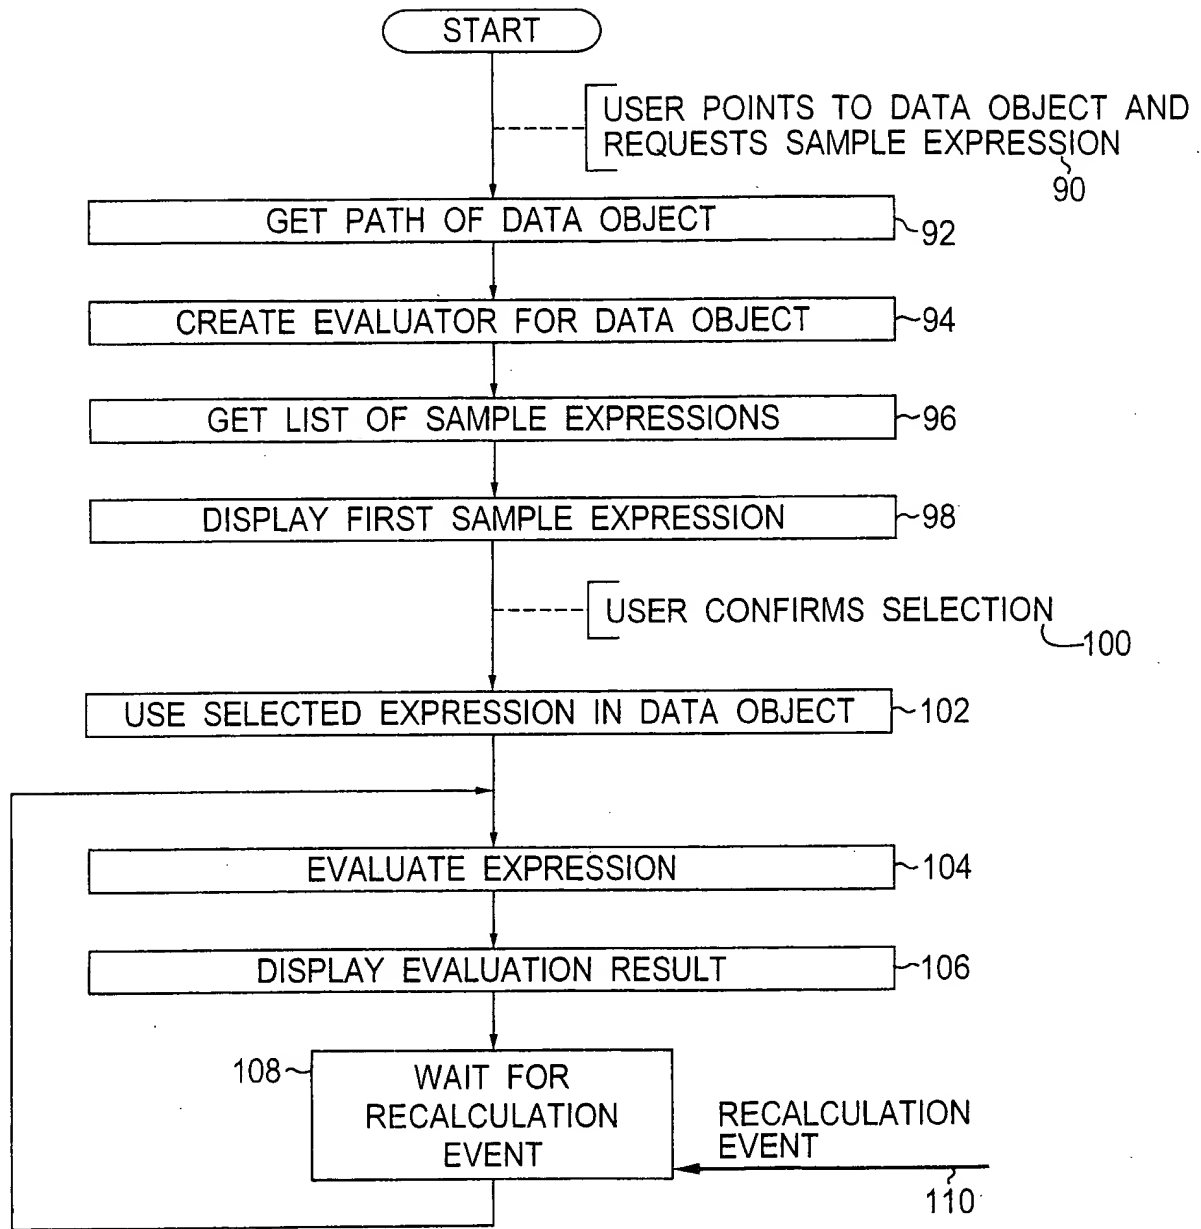 START
USER POINTS TO DATA OBJECT AND
REQUESTS SAMPLE EXPRESSION
90
GET PATH OF DATA OBJECT
92
CREATE EVALUATOR FOR DATA OBJECT
94
GET LIST OF SAMPLE EXPRESSIONS
96
DISPLAY FIRST SAMPLE EXPRESSION
98
USER CONFIRMS SELECTION
100
USE SELECTED EXPRESSION IN DATA OBJECT
102
EVALUATE EXPRESSION
104
DISPLAY EVALUATION RESULT
106
108
WAIT FOR
RECALCULATION
EVENT
RECALCULATION
EVENT
110